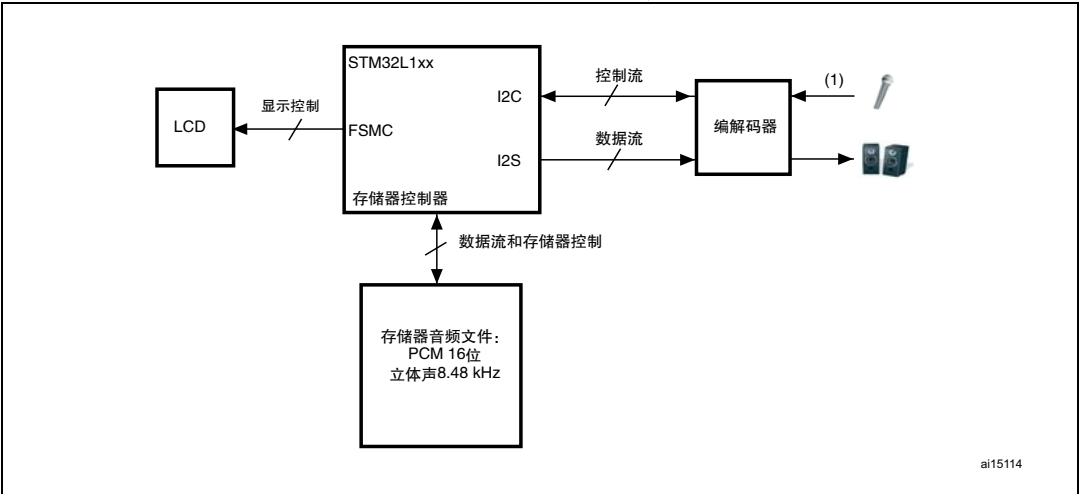 STM32L1xx
I2C
控制流
(1)
显示控制
LCD
FSMC
编解码器
数据流
I2S
存储器控制器
数据流和存储器控制
存储器音频文件：
PCM 16位
立体声8.48 kHz
ai15114